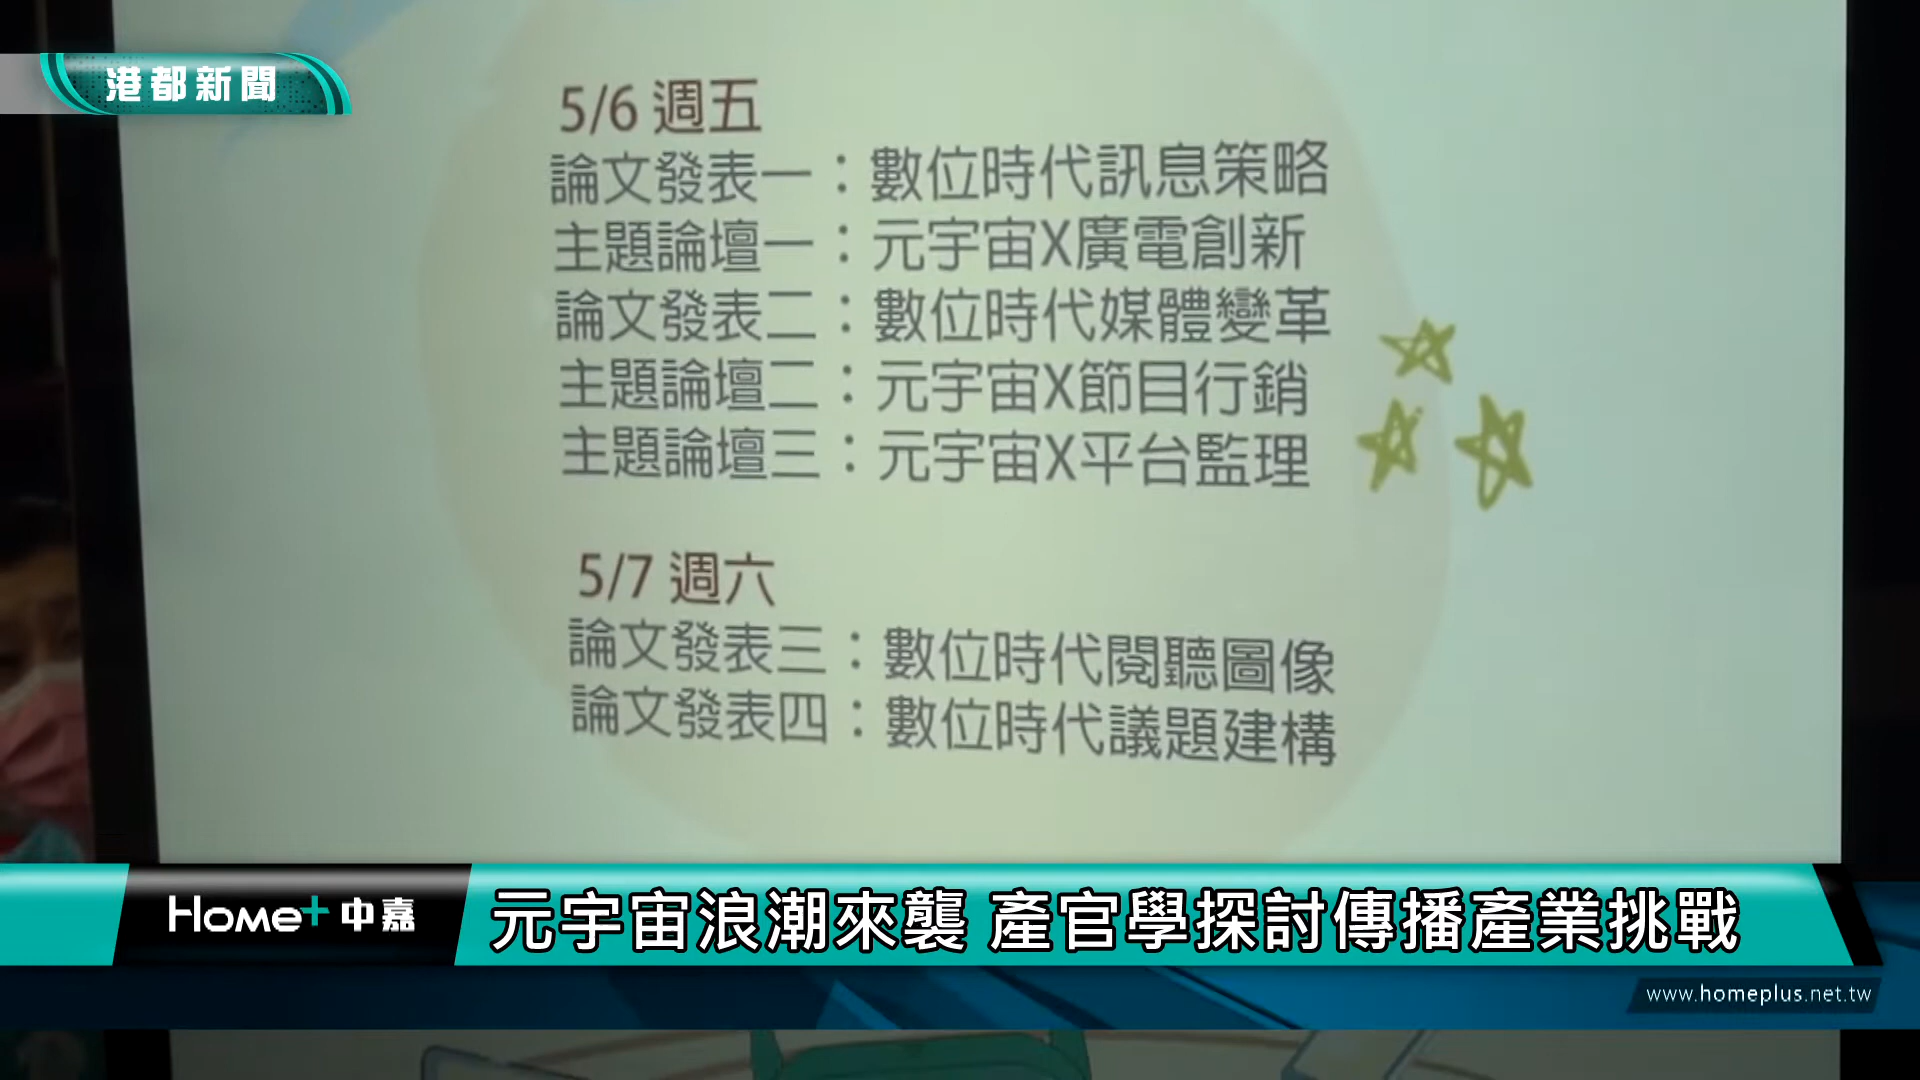 港都新聞
5/6 週五
論文發表一：數位時代訊息策略
主題論壇一：元宇宙X廣電創新
論文發表二：數位時代媒體變革
主題論壇二：元宇宙X節目行銷
主題論壇三：元宇宙X平台監理
5/7 週六
論文發表三：數位時代閱聽圖像
論文發表四：數位時代議題建構
Home+ 中嘉
元宇宙浪潮來襲 產官學探討傳播產業挑戰
www.homeplus.net.tw